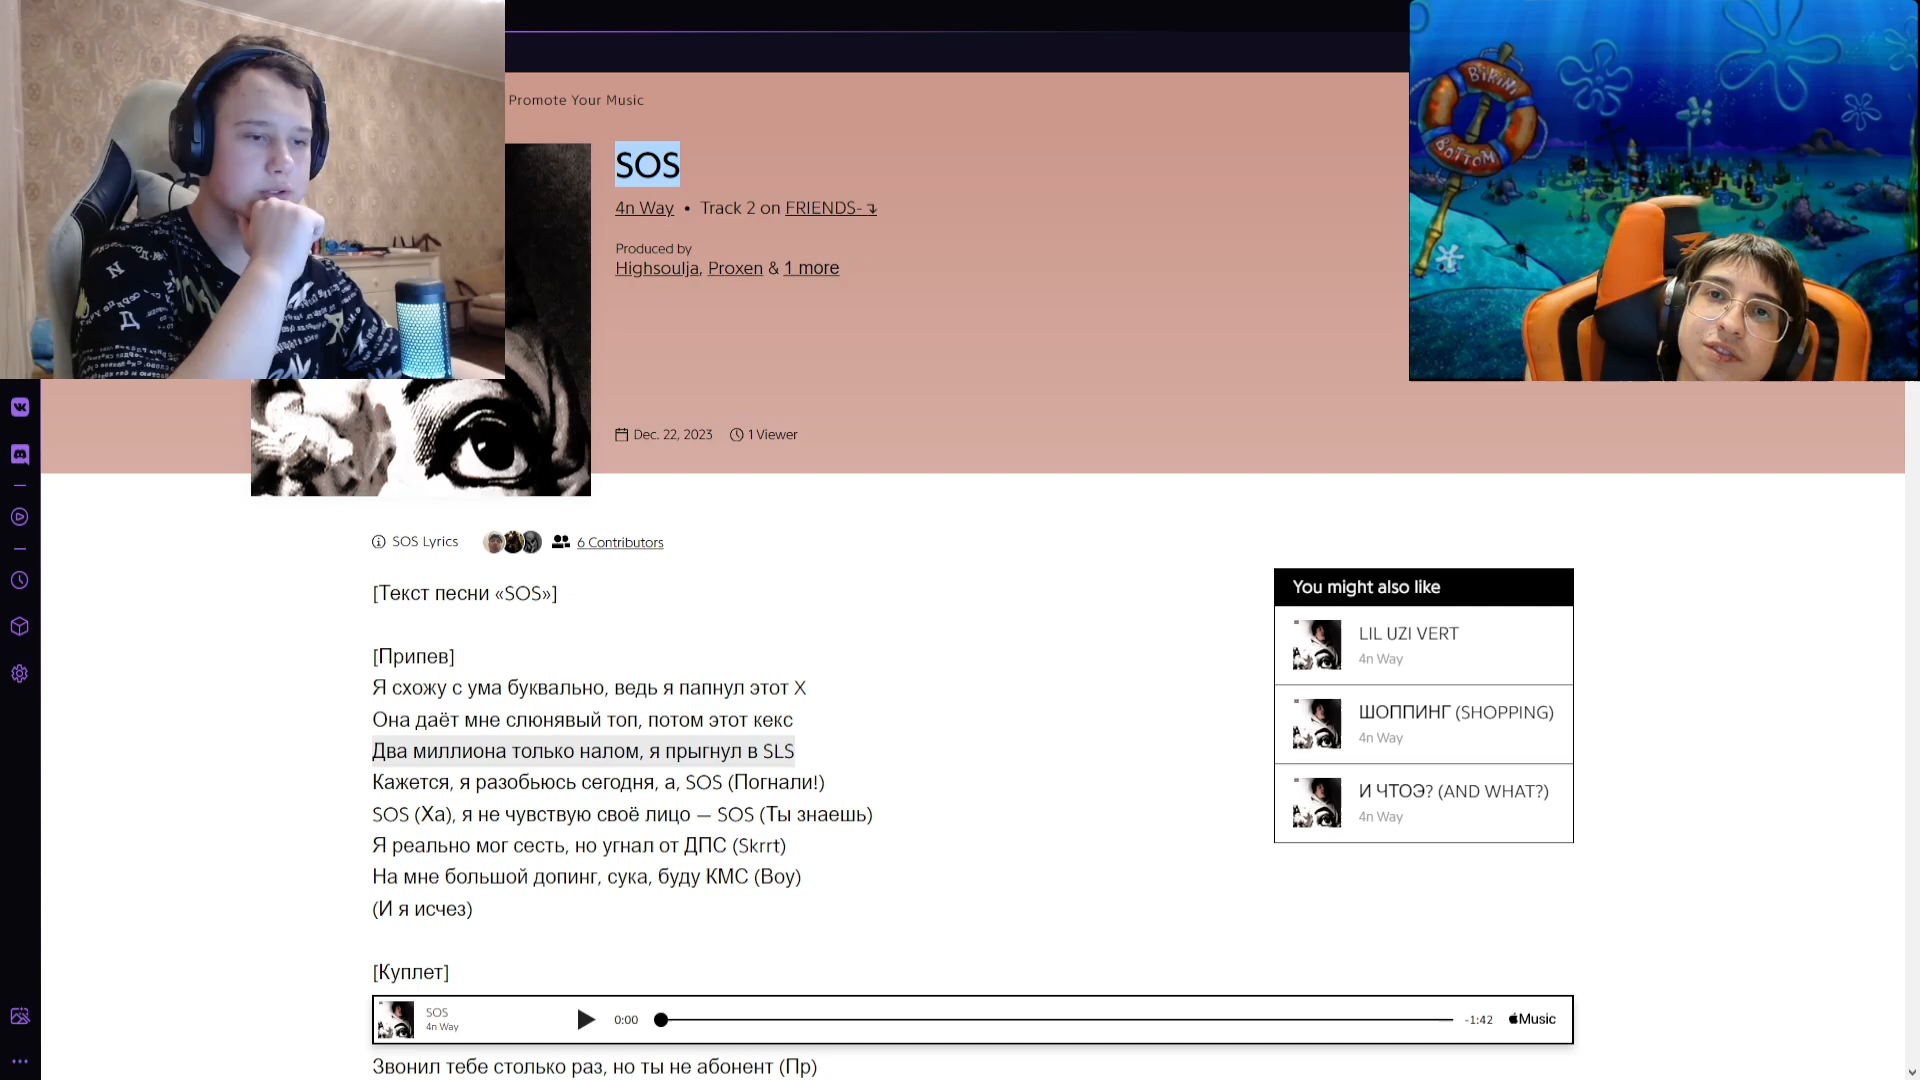 Promote Your Music
BIKINI
BOTTOM
SOS
4n Way • Track 2 on FRIENDS-↴
Produced by
Highsoulja, Proxen & 1 more
Dec. 22, 2023 1 Viewer
SOS Lyrics 6 Contributors
[Текст песни «SOS»]
[Припев]
Я схожу с ума буквально, ведь я папнул этот X
Она даёт мне слюнявый топ, потом этот кекс
Два миллиона только налом, я прыгнул в SLS
Кажется, я разобьюсь сегодня, а, SOS (Погнали!)
SOS (Ха), я не чувствую своё лицо — SOS (Ты знаешь)
Я реально мог сесть, но угнал от ДПС (Skrrt)
На мне большой допинг, сука, буду КМС (Воу)
(И я исчез)
[Куплет]
Звонил тебе столько раз, но ты не абонент (Пр)
You might also like
LIL UZI VERT
4n Way
ШОППИНГ (SHOPPING)
4n Way
И ЧТОЭ? (AND WHAT?)
4n Way
SOS
4n Way
0:00
-1:42
Music